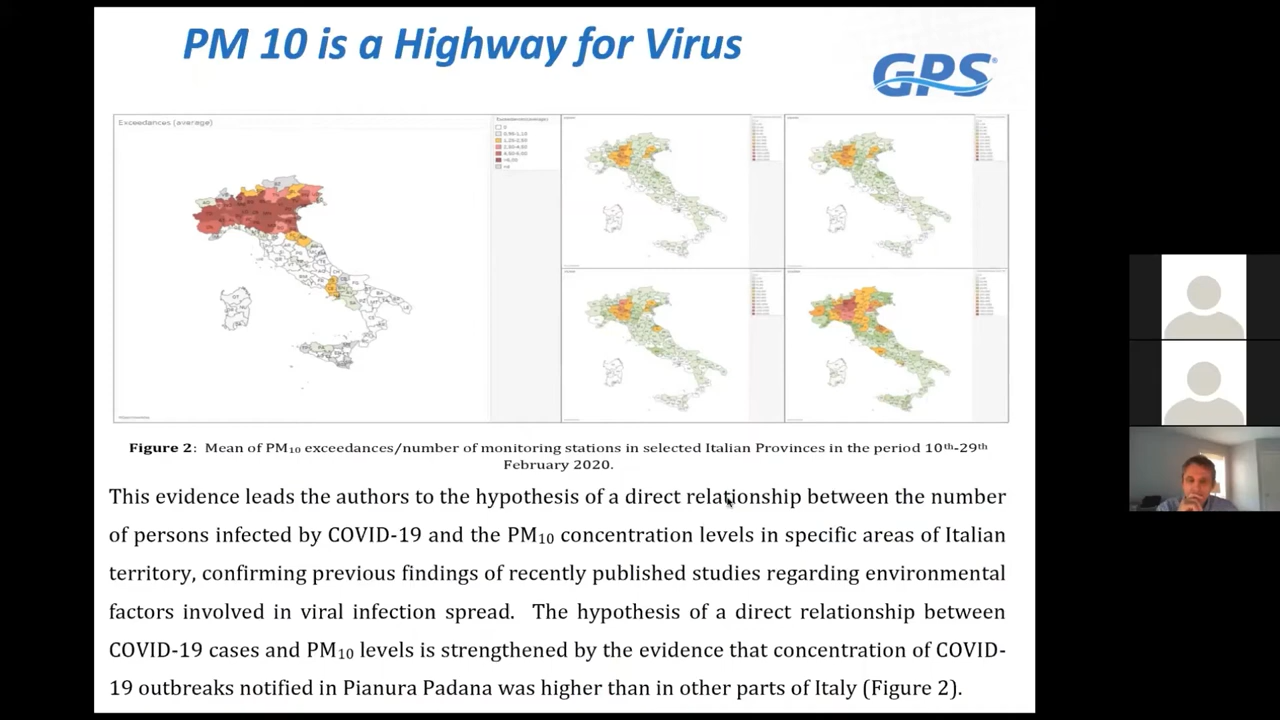 PM 10 is a Highway for Virus
GPS®
Exceedances (average)
Figure 2: Mean of PM₁₀ exceedances/number of monitoring stations in selected Italian Provinces in the period 10ᵗʰ-29ᵗʰ
February 2020.
This evidence leads the authors to the hypothesis of a direct relationship between the number
of persons infected by COVID-19 and the PM₁₀ concentration levels in specific areas of Italian
territory, confirming previous findings of recently published studies regarding environmental
factors involved in viral infection spread. The hypothesis of a direct relationship between
COVID-19 cases and PM₁₀ levels is strengthened by the evidence that concentration of COVID-
19 outbreaks notified in Pianura Padana was higher than in other parts of Italy (Figure 2).